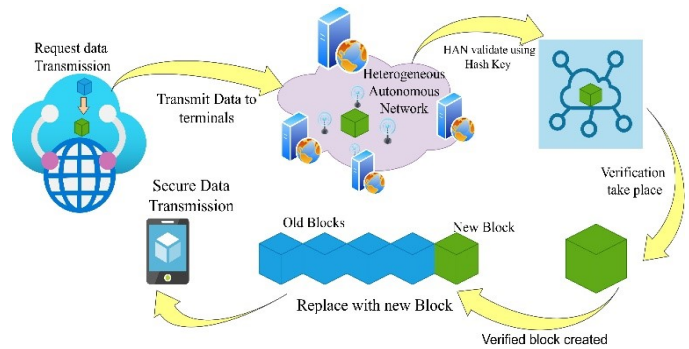 Request data
Transmission
Transmit Data to
terminals
Heterogeneous
Autonomous
Network
HAN validate using
Hash Key
Verification
take place
Verified block created
Old Blocks
New Block
Replace with new Block
Secure Data
Transmission